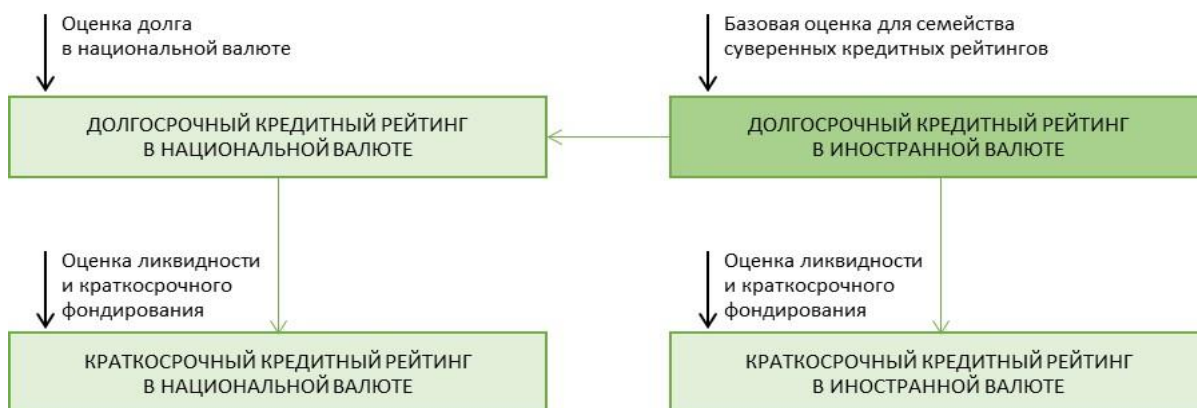 Оценка долга
в национальной валюте
Базовая оценка для семейства
суверенных кредитных рейтингов
ДОЛГОСРОЧНЫЙ КРЕДИТНЫЙ РЕЙТИНГ
В НАЦИОНАЛЬНОЙ ВАЛЮТЕ
ДОЛГОСРОЧНЫЙ КРЕДИТНЫЙ РЕЙТИНГ
В ИНОСТРАННОЙ ВАЛЮТЕ
Оценка ликвидности
и краткосрочного
фондирования
Оценка ликвидности
и краткосрочного
фондирования
КРАТКОСРОЧНЫЙ КРЕДИТНЫЙ РЕЙТИНГ
В НАЦИОНАЛЬНОЙ ВАЛЮТЕ
КРАТКОСРОЧНЫЙ КРЕДИТНЫЙ РЕЙТИНГ
В ИНОСТРАННОЙ ВАЛЮТЕ